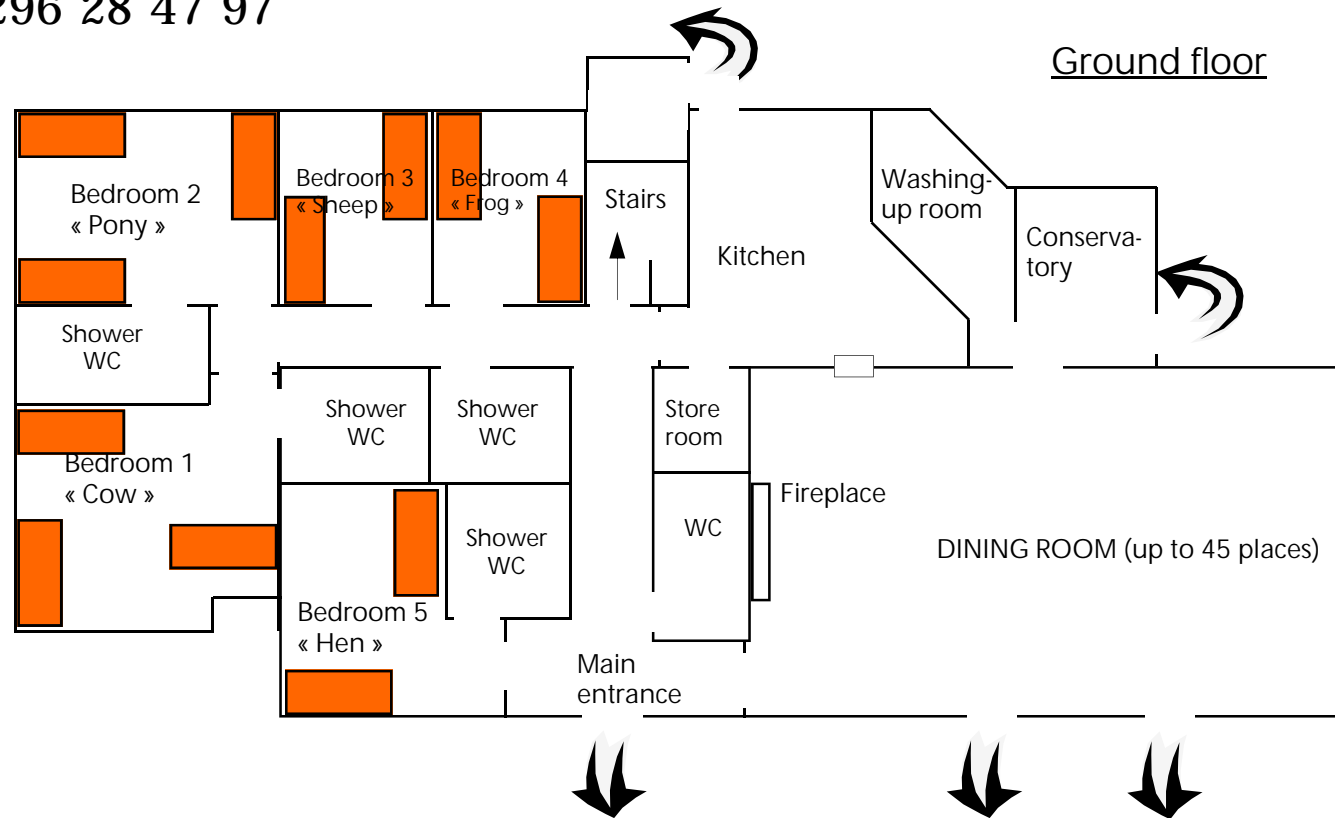 296 28 47 97
Ground floor
Bedroom 2
« Pony »
Bedroom 3
« Sheep »
Bedroom 4
« Frog »
Stairs
Kitchen
Washing-
up room
Conserva-
tory
Shower
WC
Bedroom 1
« Cow »
Shower
WC
Shower
WC
Store
room
Fireplace
WC
Shower
WC
DINING ROOM (up to 45 places)
Bedroom 5
« Hen »
Main
entrance